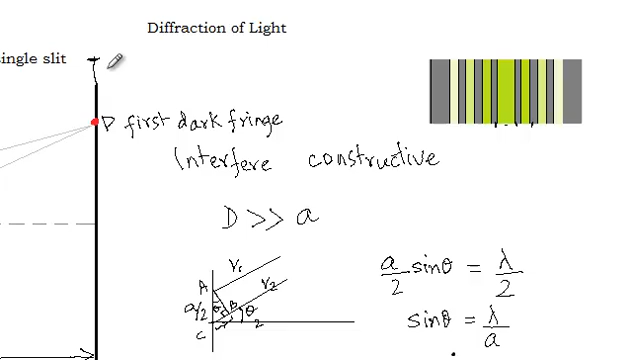 Diffraction of Light
ingle slit
P first dark fringe
Interfere constructive
D >> a
A r₁ r₂
a/2 θ B θ
C 2
a/2 sinθ = λ/2
sinθ = λ/a